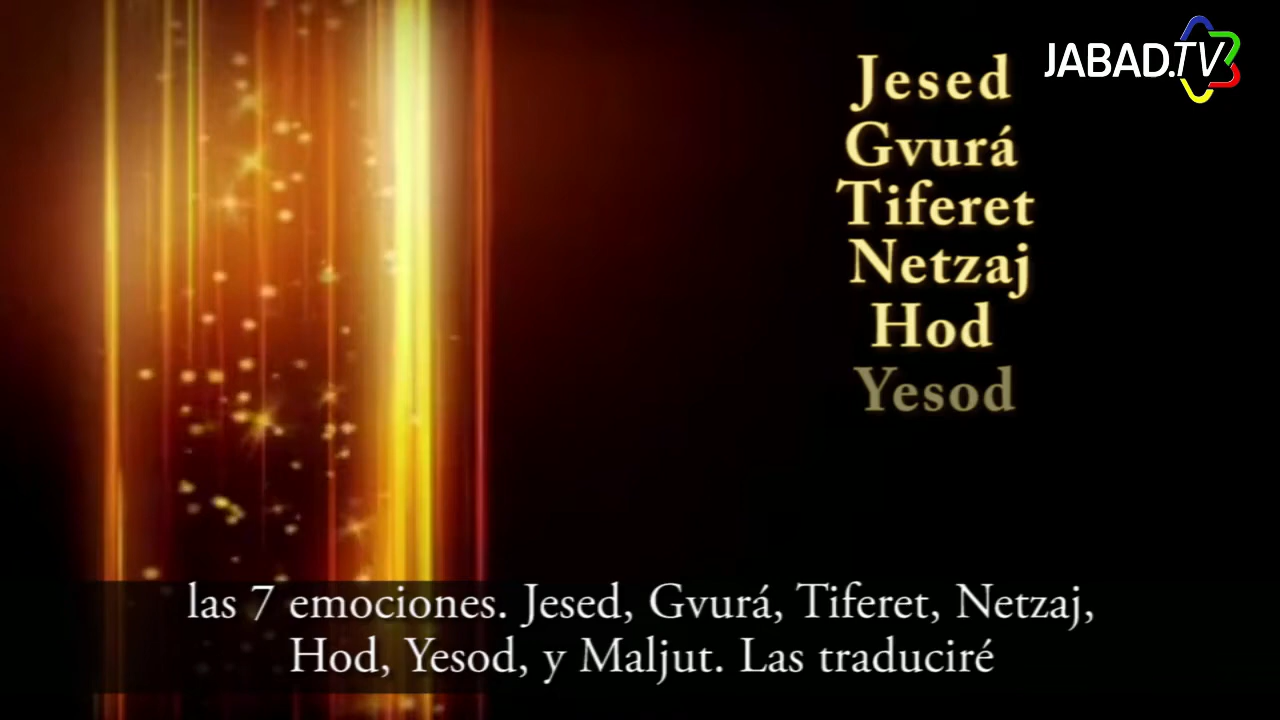 JABAD.TV
Jesed
Gvurá
Tiferet
Netzaj
Hod
Yesod
las 7 emociones. Jesed, Gvurá, Tiferet, Netzaj,
Hod, Yesod, y Maljut. Las traduciré